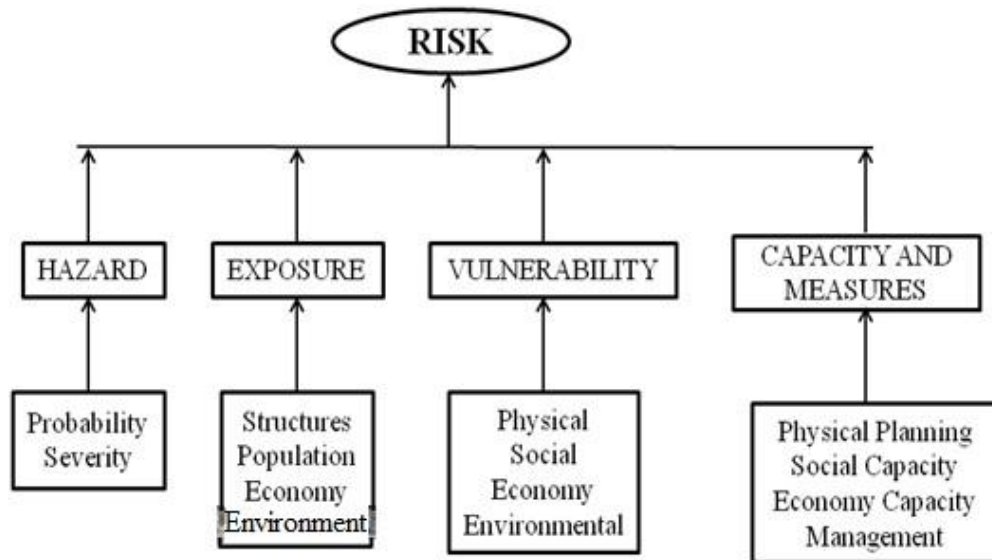 RISK
HAZARD
EXPOSURE
VULNERABILITY
CAPACITY AND
MEASURES
Probability
Severity
Structures
Population
Economy
Environment
Physical
Social
Economy
Environmental
Physical Planning
Social Capacity
Economy Capacity
Management